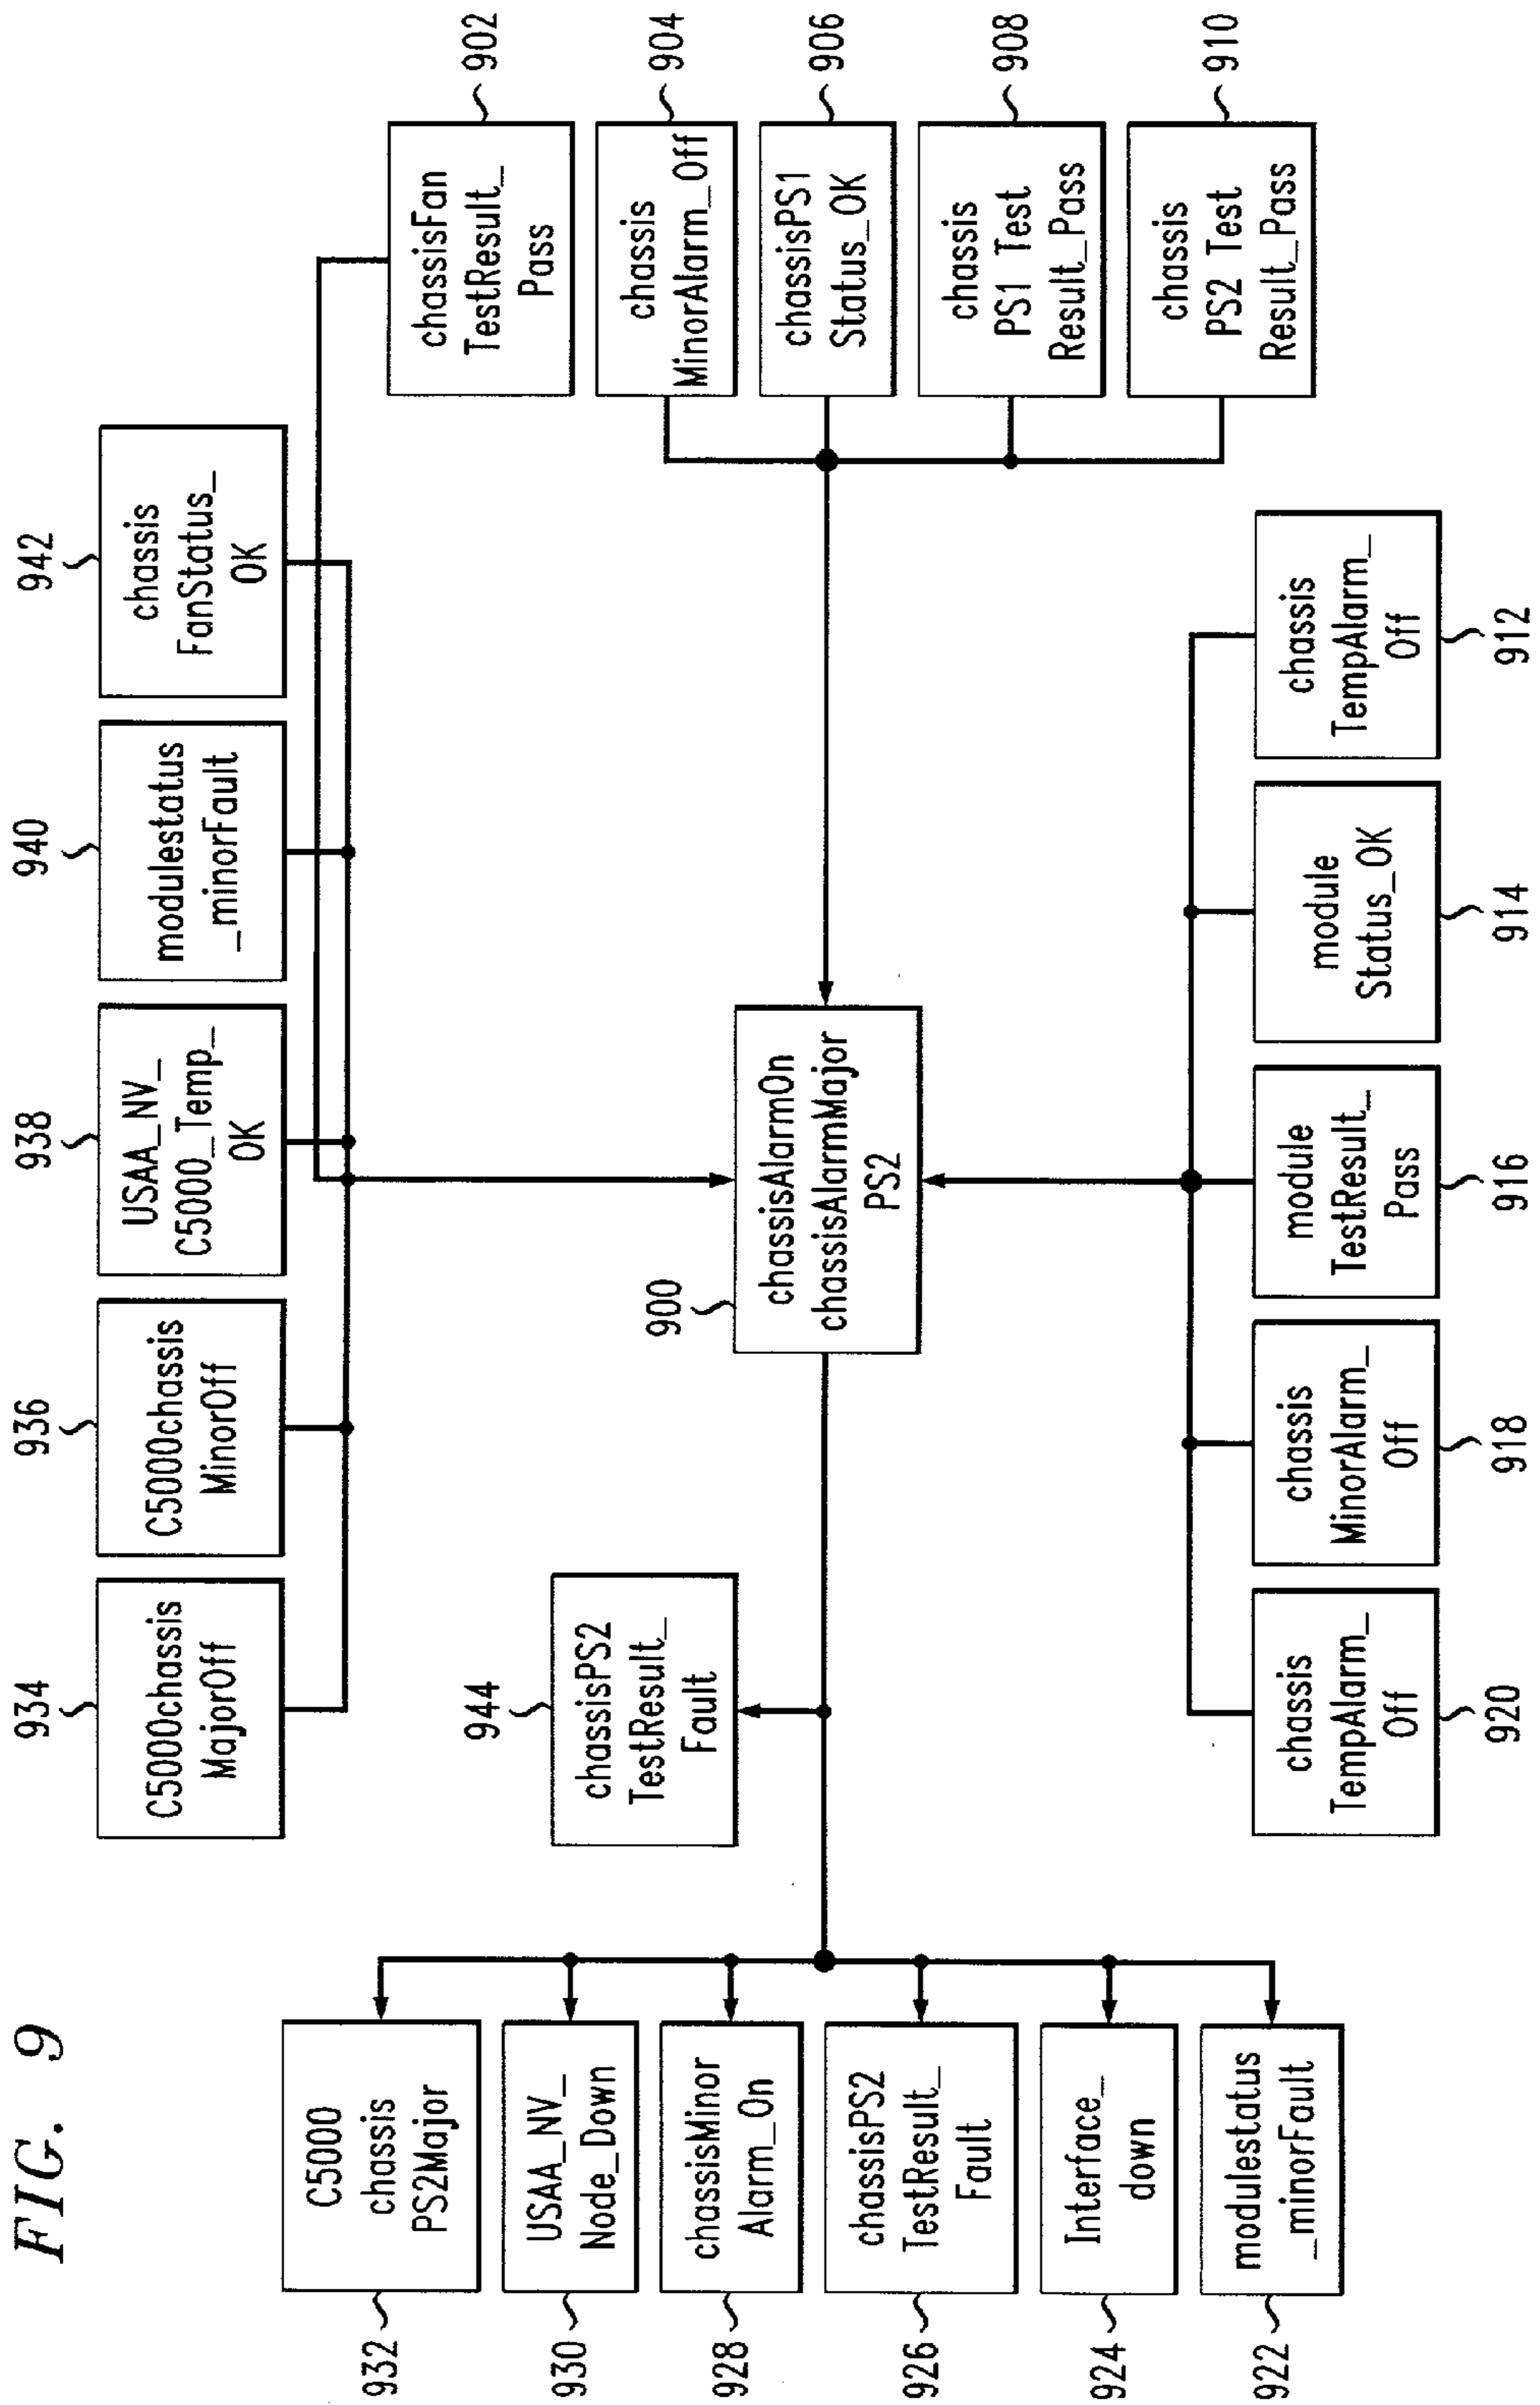 FIG. 9
934
C5000chassis
MajorOff
936
C5000chassis
MinorOff
938
USAA_NV_
C5000_Temp_
OK
940
modulestatus
_minorFault
942
chassis
FanStatus_
OK
chassisFan
TestResult_
Pass
902
chassis
MinorAlarm_Off
904
chassisPS1
Status_OK
906
chassis
PS1 Test
Result_Pass
908
chassis
PS2 Test
Result_Pass
910
944
chassisPS2
TestResult_
Fault
900
chassisAlarmOn
chassisAlarmMajor
PS2
932
C5000
chassis
PS2Major
930
USAA_NV_
Node_Down
928
chassisMinor
Alarm_On
926
chassisPS2
TestResult_
Fault
924
Interface_
down
922
modulestatus
_minorFault
chassis
TempAlarm_
Off
920
chassis
MinorAlarm_
Off
918
module
TestResult_
Pass
916
module
Status_OK
914
chassis
TempAlarm_
Off
912